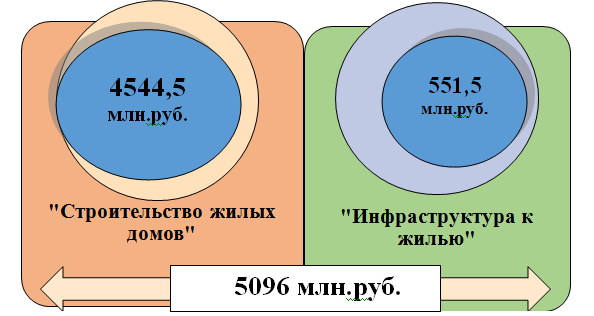 4544,5
млн.руб.
551,5
млн.руб.
"Строительство жилых
домов"
"Инфраструктура к
жилью"
5096 млн.руб.